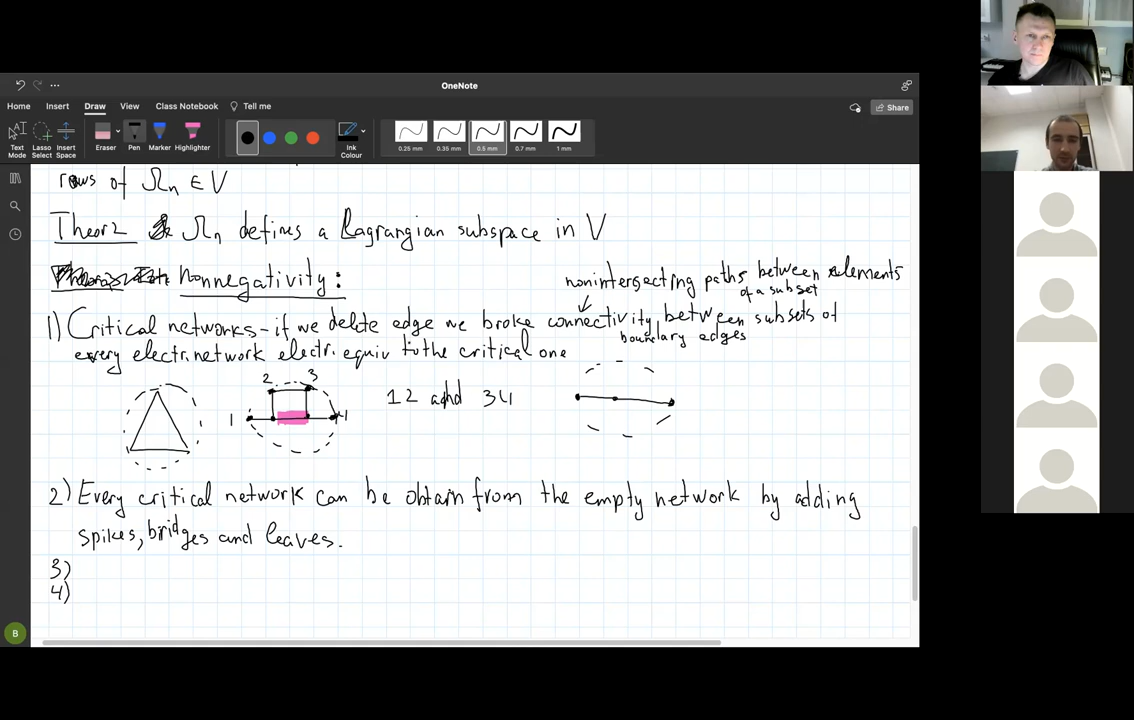 OneNote
Home Insert Draw View Class Notebook Tell me
Share
Text Mode
Lasso Select
Insert Space
Eraser
Pen
Marker
Highlighter
Ink Colour
0.25 mm 0.35 mm 0.5 mm 0.7 mm 1 mm
rows of Ωn ∈ V
Theor 2 Ωn defines a Lagrangian subspace in V
Nonnegativity:
nonintersecting paths between elements
of a subset
1) Critical networks - if we delete edge we broke connectivity between subsets of
boundary edges
every electr. network electr. equiv to the critical one
2 3
1 4
12 and 34
2) Every critical network can be obtain from the empty network by adding
spikes, bridges and leaves.
3)
4)
B